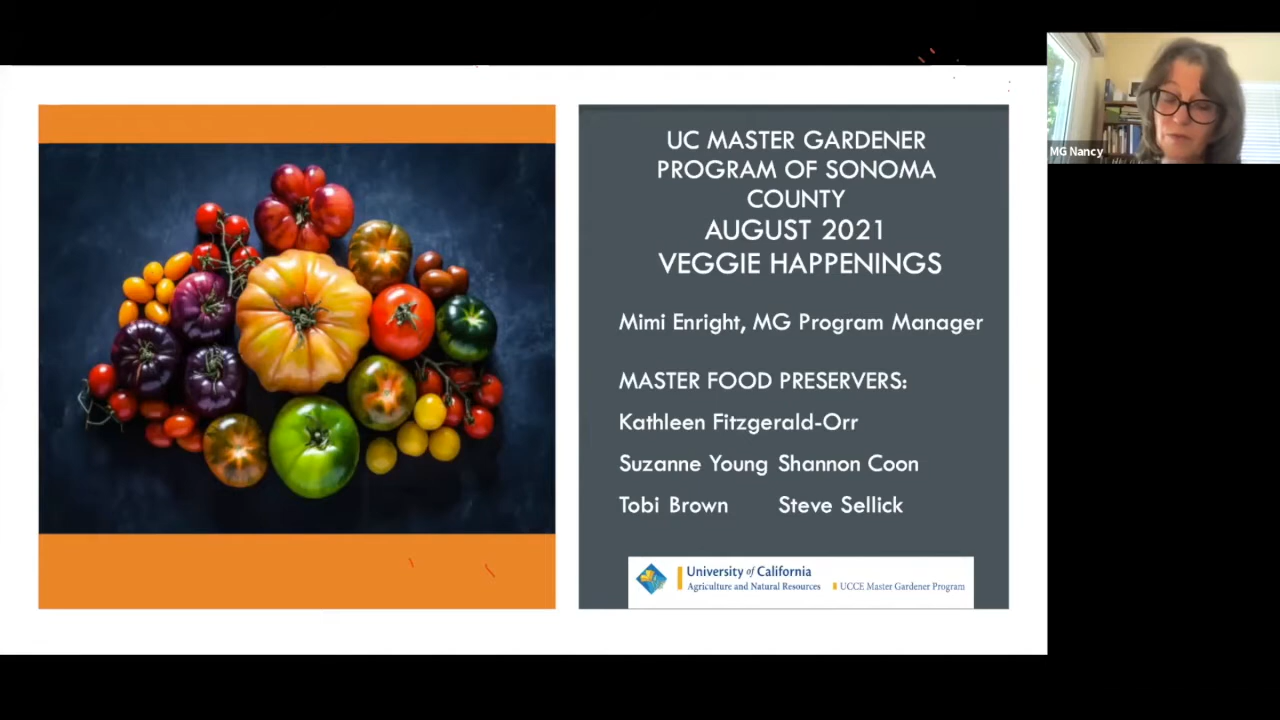 UC MASTER GARDENER
PROGRAM OF SONOMA
COUNTY
AUGUST 2021
VEGGIE HAPPENINGS
Mimi Enright, MG Program Manager
MASTER FOOD PRESERVERS:
Kathleen Fitzgerald-Orr
Suzanne Young Shannon Coon
Tobi Brown Steve Sellick
University of California
Agriculture and Natural Resources UCCE Master Gardener Program
MG Nancy